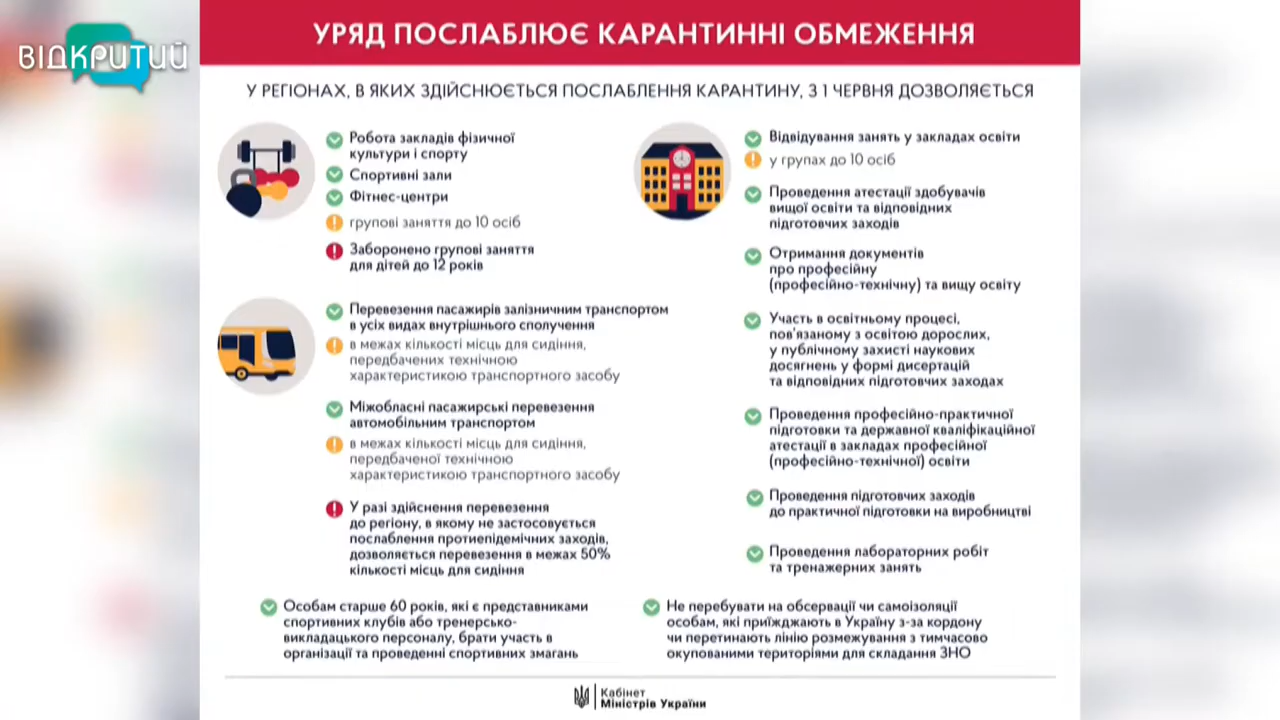 ВІДКРИТИЙ
УРЯД ПОСЛАБЛЮЄ КАРАНТИННІ ОБМЕЖЕННЯ
У РЕГІОНАХ, В ЯКИХ ЗДІЙСНЮЄТЬСЯ ПОСЛАБЛЕННЯ КАРАНТИНУ, З 1 ЧЕРВНЯ ДОЗВОЛЯЄТЬСЯ
Робота закладів фізичної
культури і спорту
Спортивні зали
Фітнес-центри
групові заняття до 10 осіб
Заборонено групові заняття
для дітей до 12 років
Перевезення пасажирів залізничним транспортом
в усіх видах внутрішнього сполучення
в межах кількості місць для сидіння,
передбачених технічною
характеристикою транспортного засобу
Міжобласні пасажирські перевезення
автомобільним транспортом
в межах кількості місць для сидіння,
передбаченої технічною
характеристикою транспортного засобу
У разі здійснення перевезення
до регіону, в якому не застосовується
послаблення протиепідемічних заходів,
дозволяється перевезення в межах 50%
кількості місць для сидіння
Відвідування занять у закладах освіти
у групах до 10 осіб
Проведення атестації здобувачів
вищої освіти та відповідних
підготовчих заходів
Отримання документів
про професійну
(професійно-технічну) та вищу освіту
Участь в освітньому процесі,
пов'язаному з освітою дорослих,
у публічному захисті наукових
досягнень у формі дисертацій
та відповідних підготовчих заходах
Проведення професійно-практичної
підготовки та державної кваліфікаційної
атестації в закладах професійної
(професійно-технічної) освіти
Проведення підготовчих заходів
до практичної підготовки на виробництві
Проведення лабораторних робіт
та тренажерних занять
Особам старше 60 років, які є представниками
спортивних клубів або тренерсько-
викладацького персоналу, брати участь в
організації та проведенні спортивних змагань
Не перебувати на обсервації чи самоізоляції
особам, які приїжджають в Україну з-за кордону
чи перетинають лінію розмежування з тимчасово
окупованими територіями для складання ЗНО
Кабінет
Міністрів України